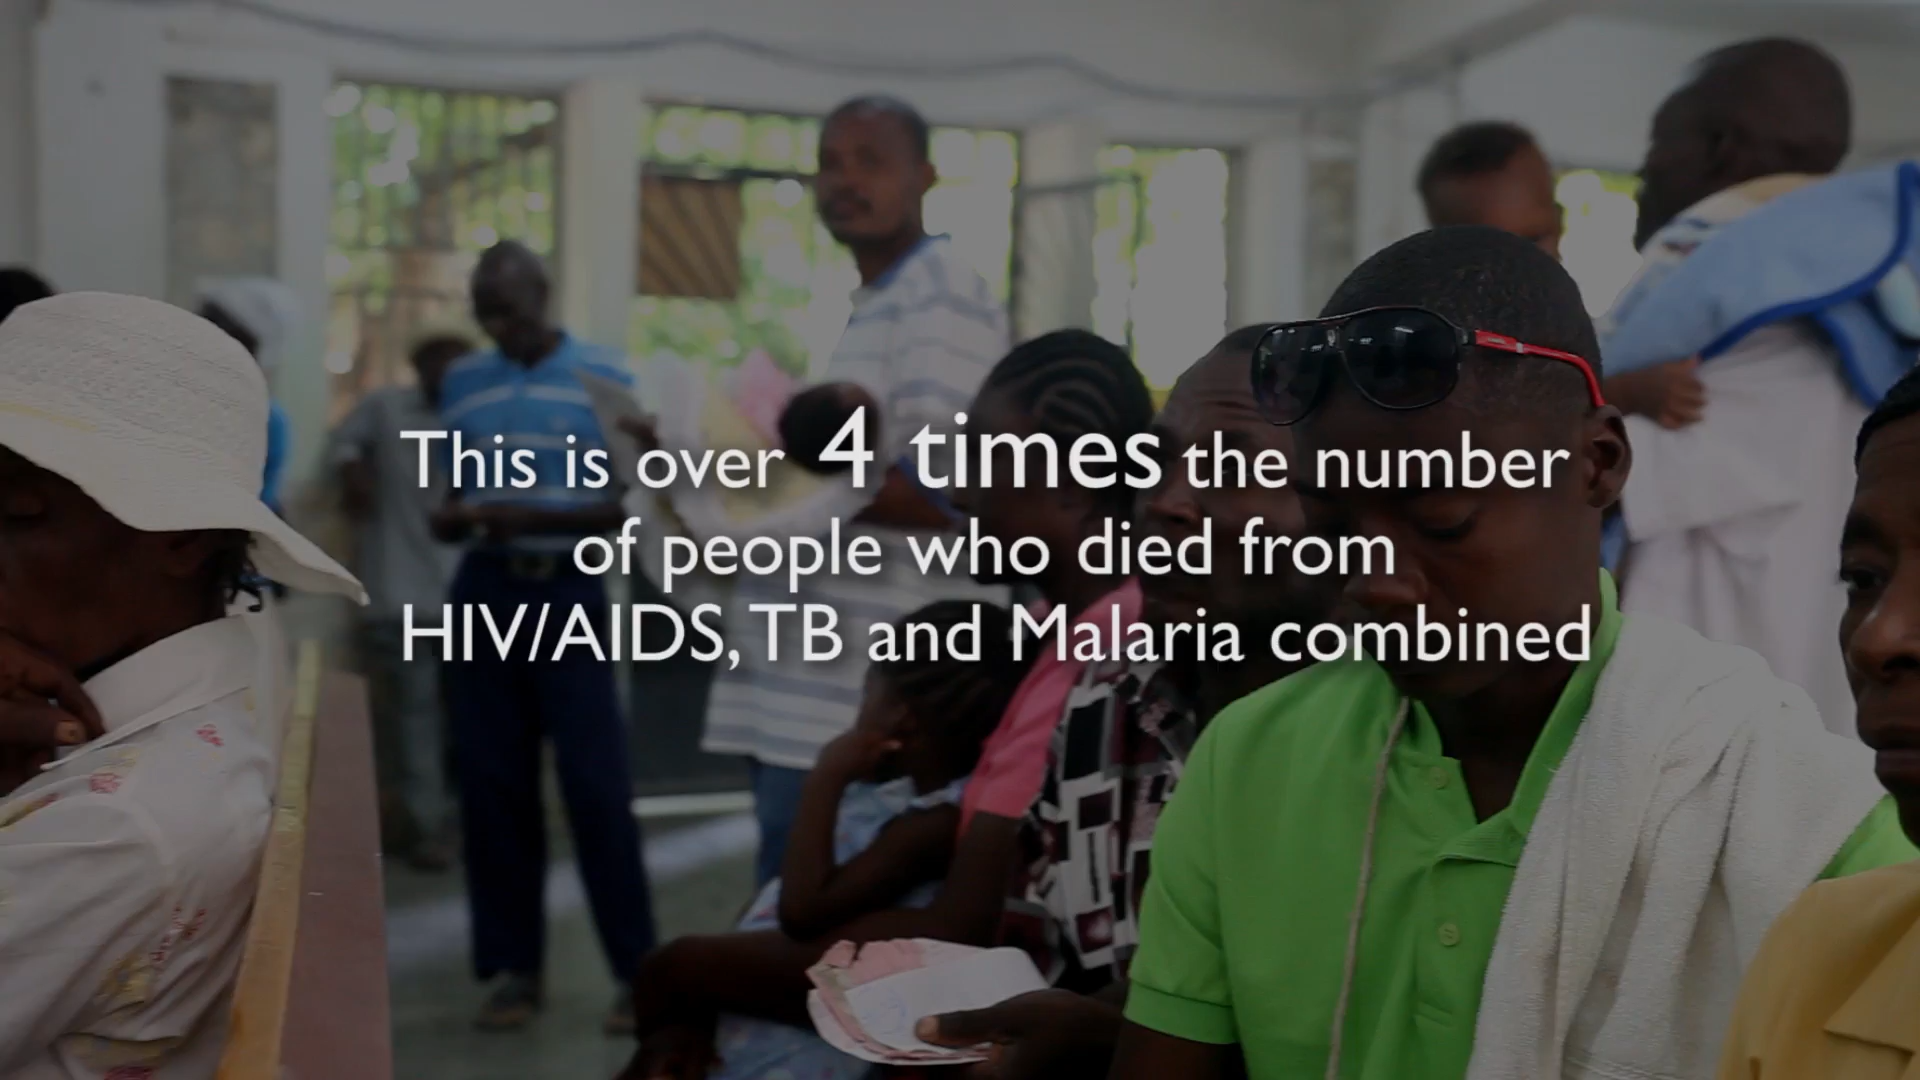 This is over 4 times the number
of people who died from
HIV/AIDS, TB and Malaria combined